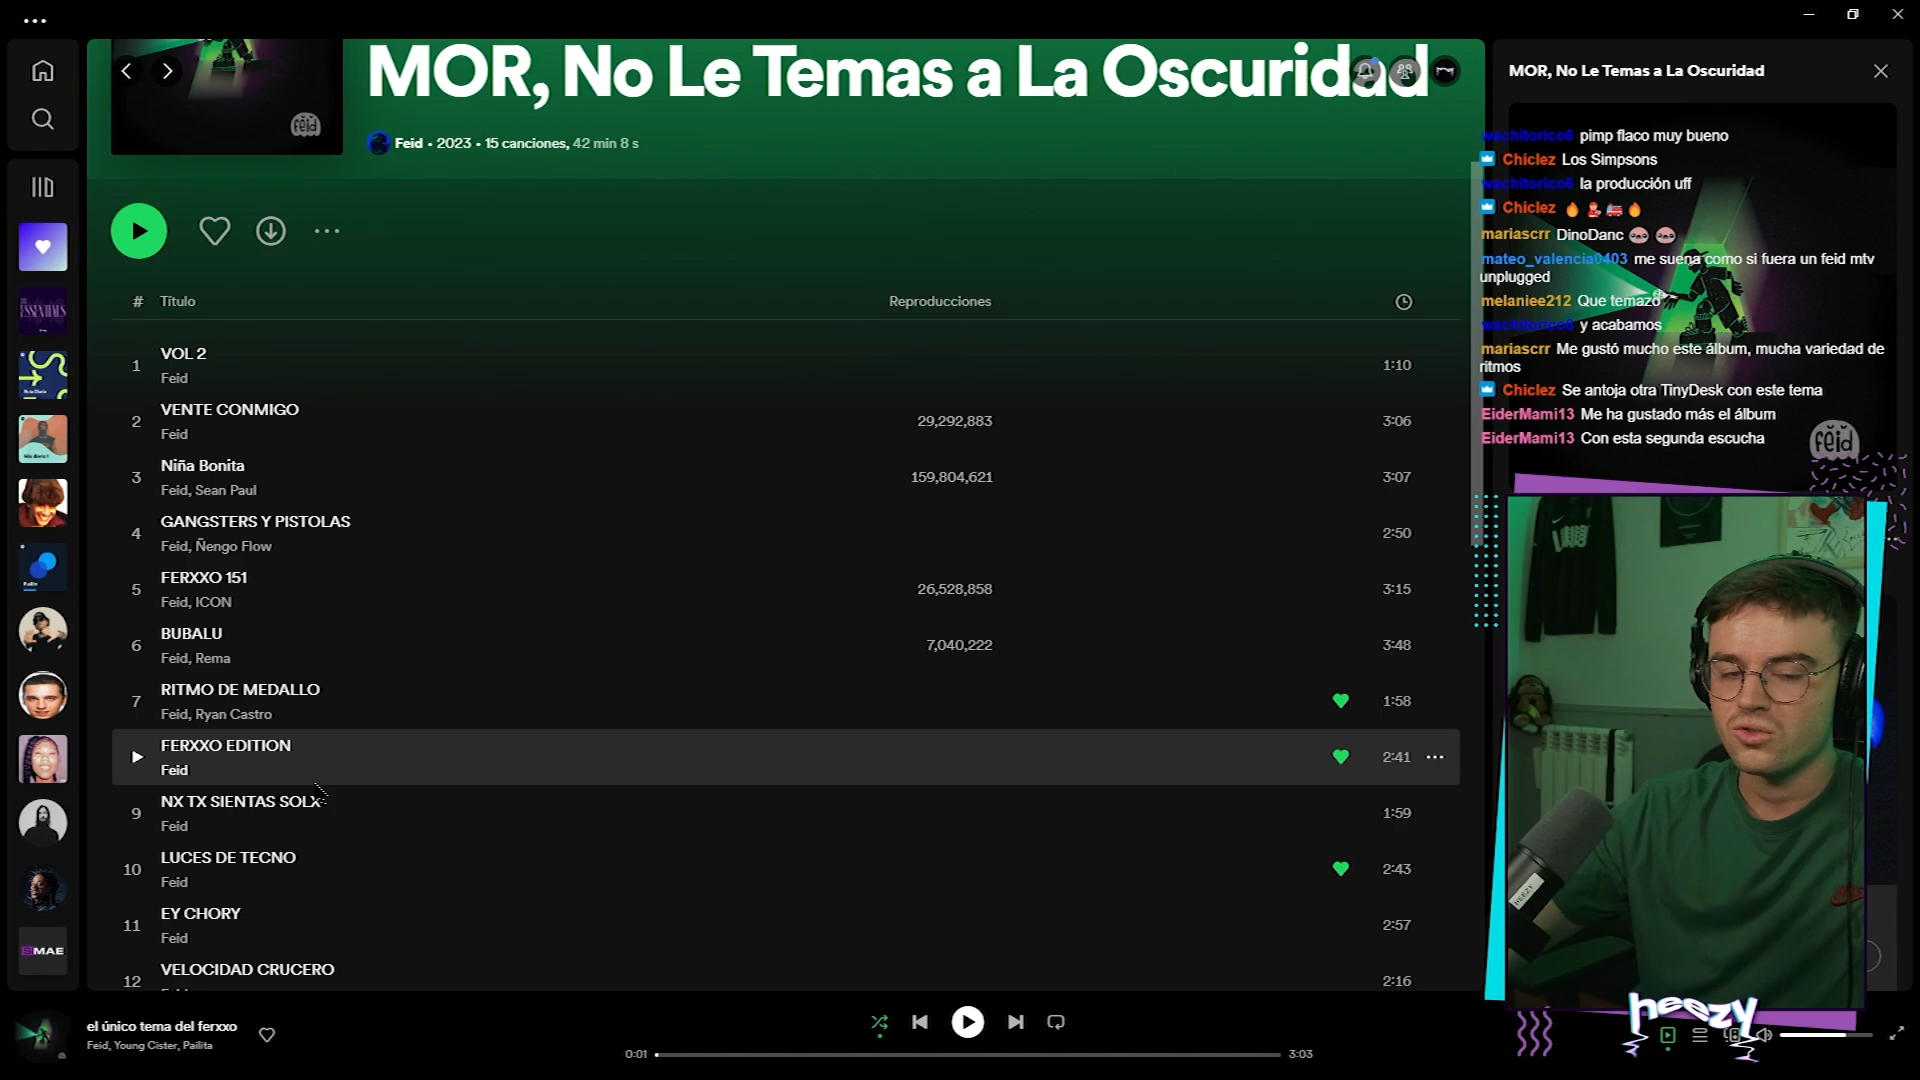 MOR, No Le Temas a La Oscuridad
Feid • 2023 • 15 canciones, 42 min 8 s
feid
# Título Reproducciones
1 VOL 2 1:10
Feid
2 VENTE CONMIGO 29,292,883 3:06
Feid
3 Niña Bonita 159,804,621 3:07
Feid, Sean Paul
4 GANGSTERS Y PISTOLAS 2:50
Feid, Ñengo Flow
5 FERXXO 151 26,528,858 3:15
Feid, ICON
6 BUBALU 7,040,222 3:48
Feid, Rema
7 RITMO DE MEDALLO 1:58
Feid, Ryan Castro
FERXXO EDITION 2:41
Feid
9 NX TX SIENTAS SOLX 1:59
Feid
10 LUCES DE TECNO 2:43
Feid
11 EY CHORY 2:57
Feid
12 VELOCIDAD CRUCERO 2:16
ESSENTIALS
MAE
MOR, No Le Temas a La Oscuridad
wachitorico6 pimp flaco muy bueno
Chiclez Los Simpsons
wachitorico6 la producción uff
Chiclez
mariascrr DinoDanc
mateo_valencia0403 me suena como si fuera un feid mtv
unplugged
melaniee212 Que temazo
wachitorico6 y acabamos
mariascrr Me gustó mucho este álbum, mucha variedad de
ritmos
Chiclez Se antoja otra TinyDesk con este tema
EiderMami13 Me ha gustado más el álbum
EiderMami13 Con esta segunda escucha
feid
HEEZY
heezy
el único tema del ferxxo
Feid, Young Cister, Pailita
0:01 3:03